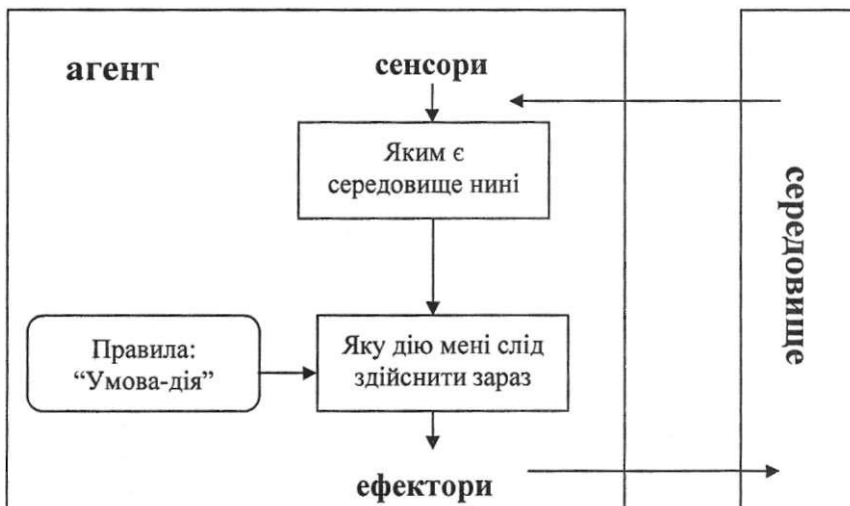 агент
сенсори
Яким є
середовище нині
середовище
Правила:
“Умова-дія”
Яку дію мені слід
здійснити зараз
ефектори